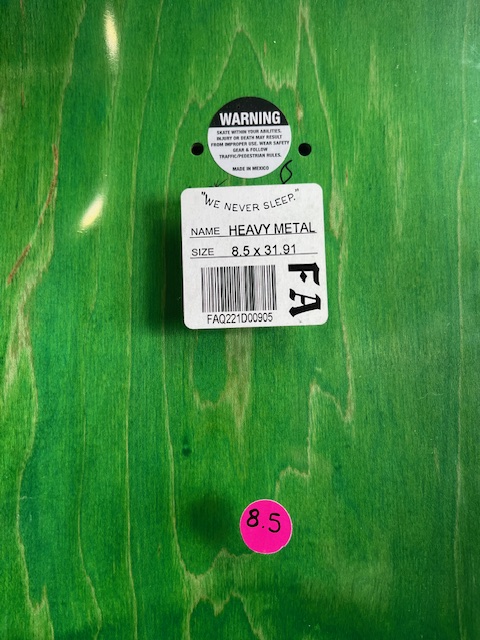 WARNING
SKATE WITHIN YOUR ABILITIES.
INJURY OR DEATH MAY RESULT
FROM IMPROPER USE. WEAR SAFETY
GEAR & FOLLOW
TRAFFIC/PEDESTRIAN RULES.
MADE IN MEXICO
"WE NEVER SLEEP."
NAME HEAVY METAL
SIZE 8.5 x 31.91
FA
FAQ221D00905
8.5